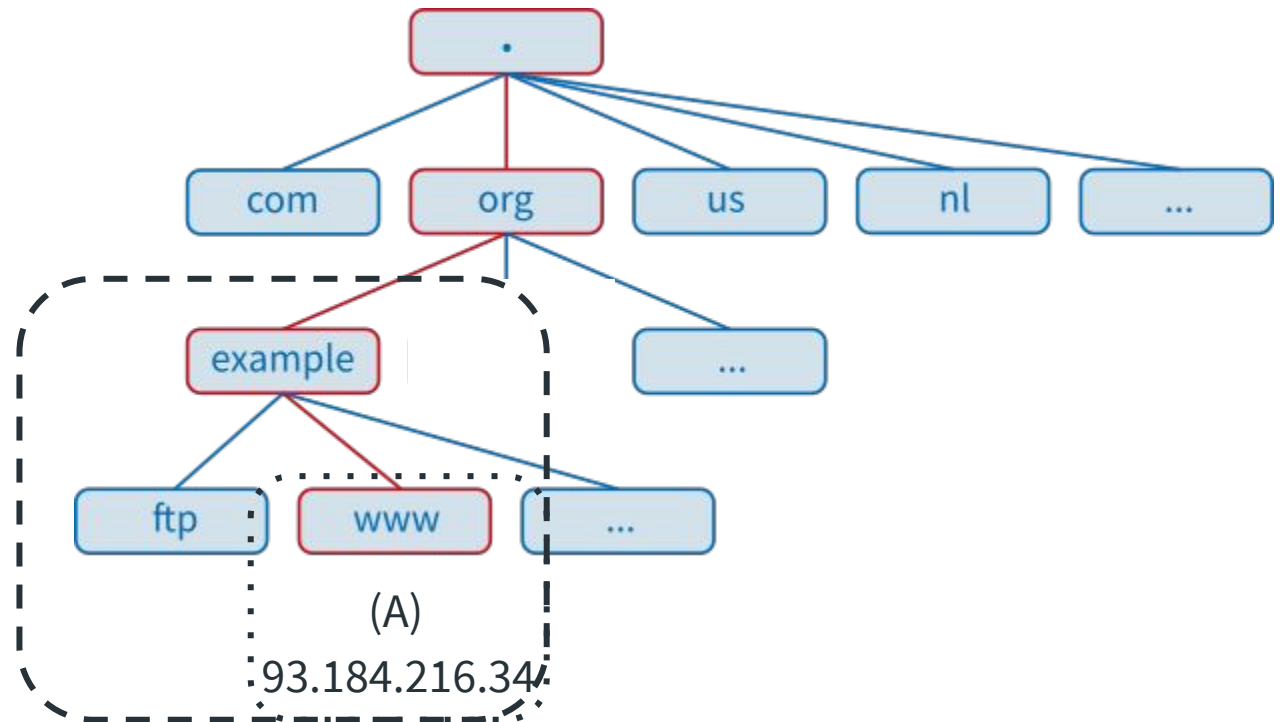 .
com
org
us
nl
...
example
...
ftp
www
...
(A)
93.184.216.34